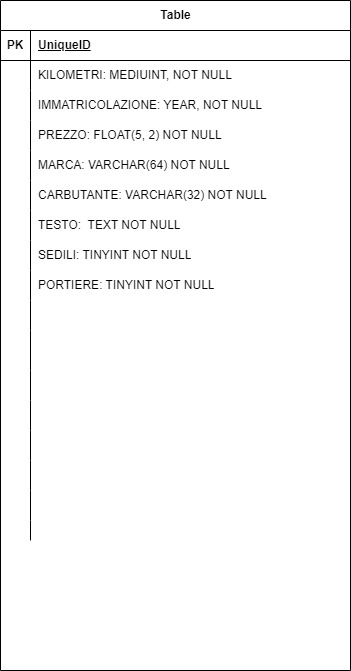 Table
PK UniqueID
KILOMETRI: MEDIUINT, NOT NULL
IMMATRICOLAZIONE: YEAR, NOT NULL
PREZZO: FLOAT(5, 2) NOT NULL
MARCA: VARCHAR(64) NOT NULL
CARBUTANTE: VARCHAR(32) NOT NULL
TESTO:  TEXT NOT NULL
SEDILI: TINYINT NOT NULL
PORTIERE: TINYINT NOT NULL